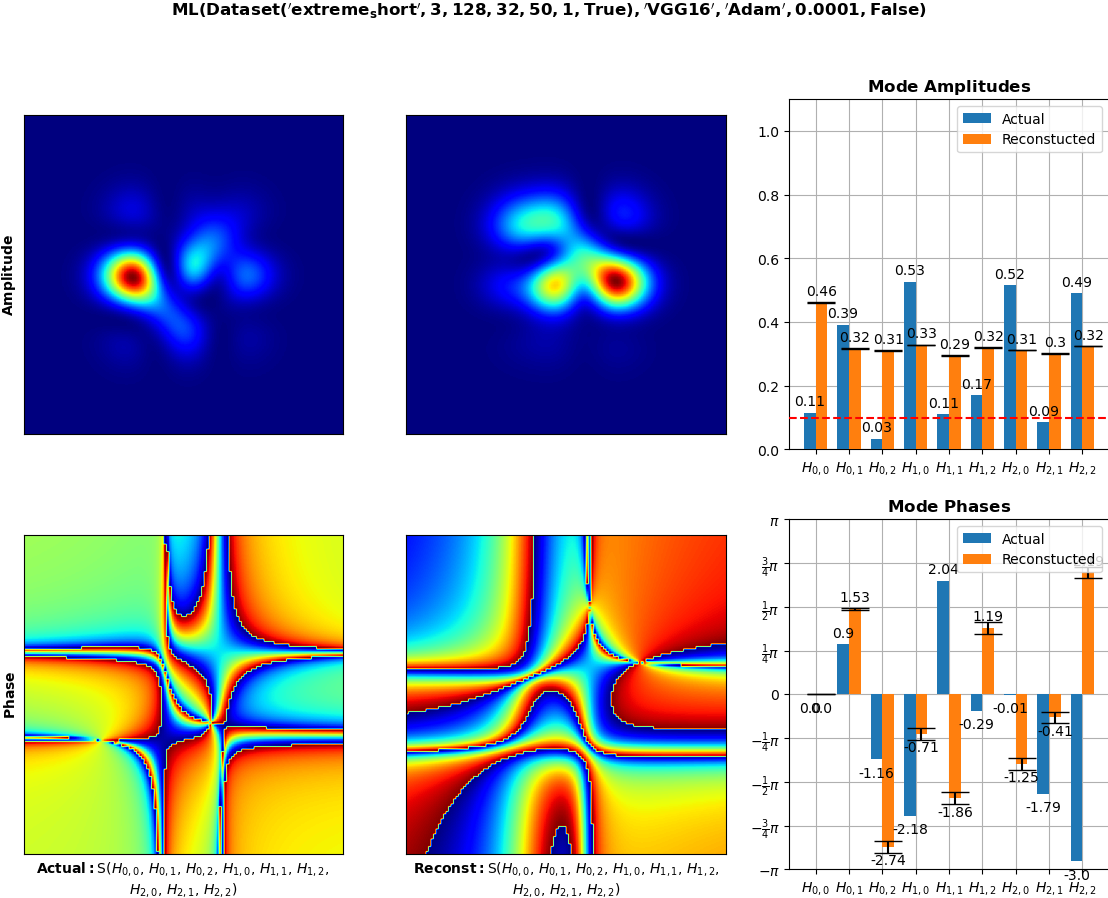 ML(Dataset('extreme_short', 3, 128, 32, 50, 1, True), 'VGG16', 'Adam', 0.0001, False)
Amplitude
Mode Amplitudes
Actual
Reconstucted
1.0
0.8
0.6
0.4
0.2
0.0
0.11
0.46
0.39
0.32
0.03
0.31
0.53
0.33
0.11
0.29
0.17
0.32
0.52
0.31
0.09
0.3
0.49
0.32
H0,0 H0,1 H0,2 H1,0 H1,1 H1,2 H2,0 H2,1 H2,2
Phase
Actual: S(H0,0, H0,1, H0,2, H1,0, H1,1, H1,2,
H2,0, H2,1, H2,2)
Reconst: S(H0,0, H0,1, H0,2, H1,0, H1,1, H1,2,
H2,0, H2,1, H2,2)
Mode Phases
Actual
Reconstucted
π
3/4π
1/2π
1/4π
0
−1/4π
−1/2π
−3/4π
−π
0.0
0.0
0.9
1.53
-1.16
-2.74
-2.18
-0.71
2.04
-1.86
-0.29
1.19
-0.01
-1.25
-1.79
-0.41
-3.0
H0,0 H0,1 H0,2 H1,0 H1,1 H1,2 H2,0 H2,1 H2,2